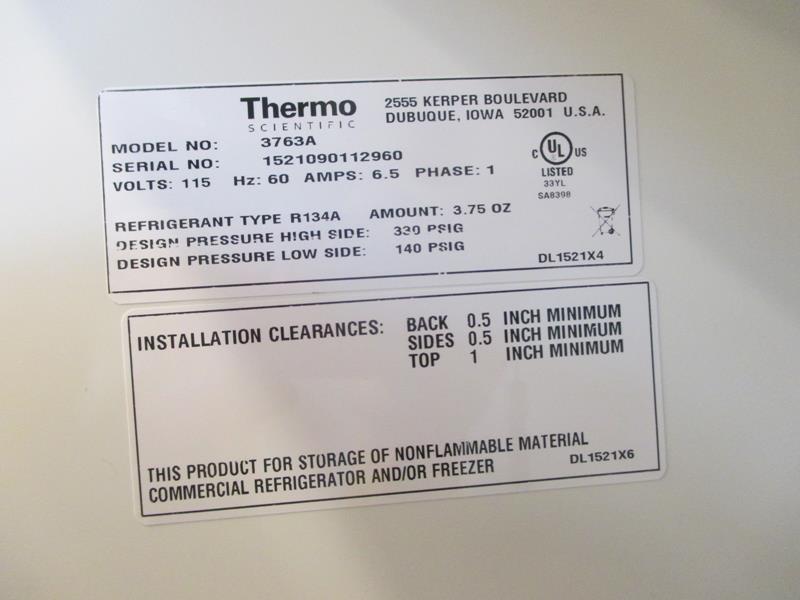 Thermo
SCIENTIFIC
2555 KERPER BOULEVARD
DUBUQUE, IOWA 52001 U.S.A.
MODEL NO: 3763A
SERIAL NO: 1521090112960
VOLTS: 115 Hz: 60 AMPS: 6.5 PHASE: 1
C UL US
LISTED
33YL
SA8398
REFRIGERANT TYPE R134A AMOUNT: 3.75 OZ
DESIGN PRESSURE HIGH SIDE: 330 PSIG
DESIGN PRESSURE LOW SIDE: 140 PSIG
DL1521X4
INSTALLATION CLEARANCES: BACK 0.5 INCH MINIMUM
SIDES 0.5 INCH MINIMUM
TOP 1 INCH MINIMUM
THIS PRODUCT FOR STORAGE OF NONFLAMMABLE MATERIAL
COMMERCIAL REFRIGERATOR AND/OR FREEZER
DL1521X6